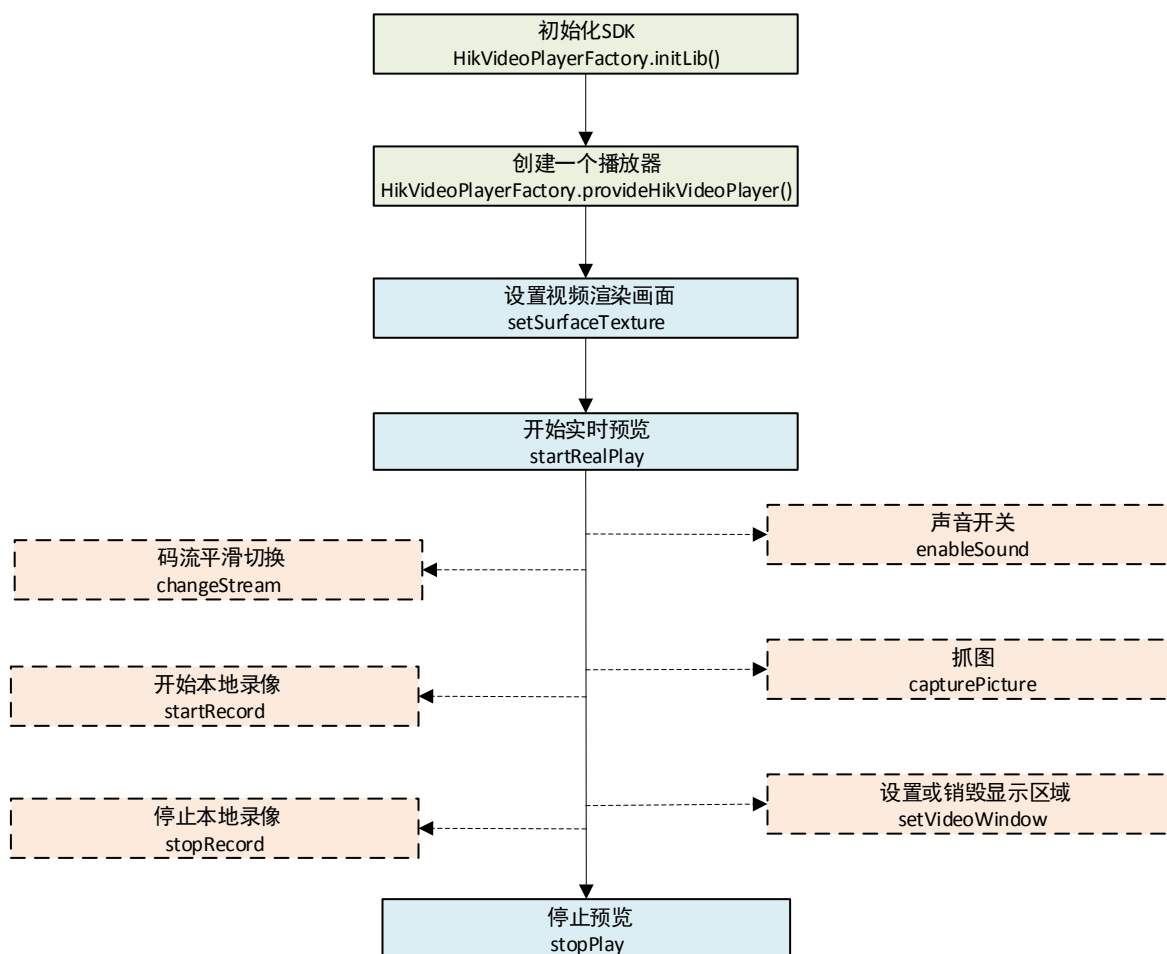 初始化SDK
HikVideoPlayerFactory.initLib()
创建一个播放器
HikVideoPlayerFactory.provideHikVideoPlayer()
设置视频渲染画面
setSurfaceTexture
开始实时预览
startRealPlay
声音开关
enableSound
码流平滑切换
changeStream
抓图
capturePicture
开始本地录像
startRecord
设置或销毁显示区域
setVideoWindow
停止本地录像
stopRecord
停止预览
stopPlay